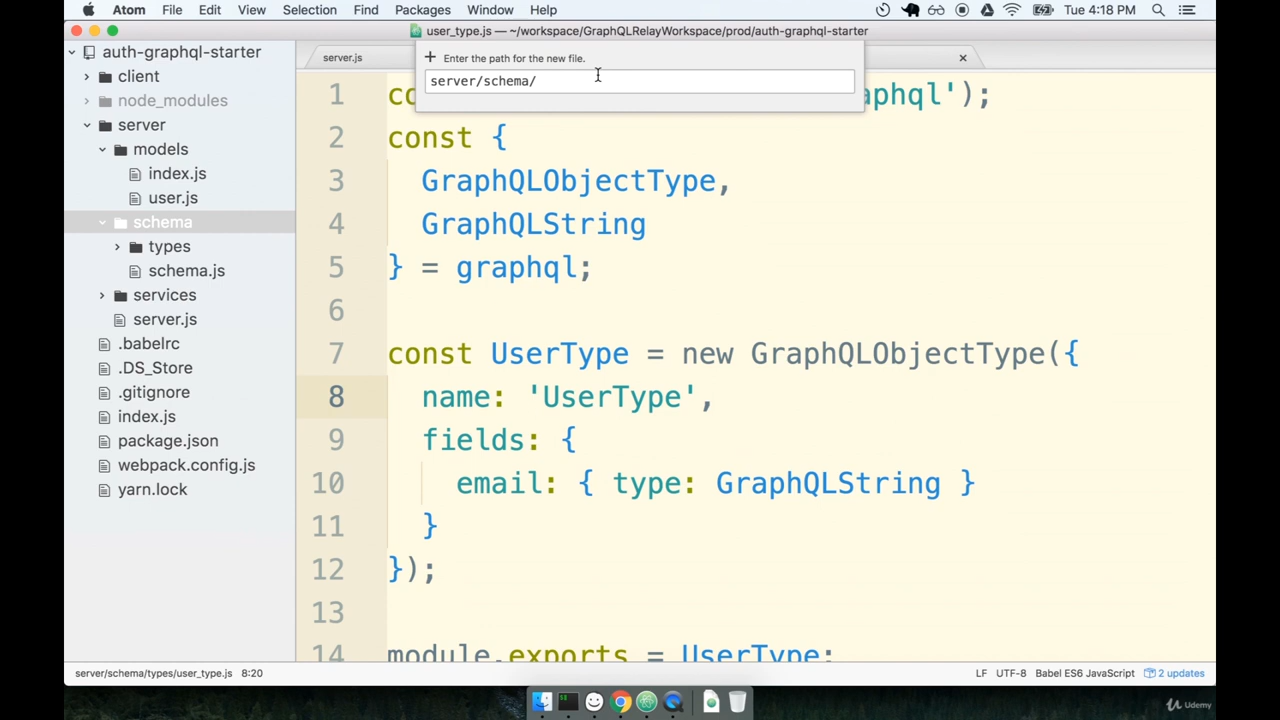 Atom File Edit View Selection Find Packages Window Help Tue 4:18 PM
user_type.js — ~/workspace/GraphQLRelayWorkspace/prod/auth-graphql-starter
auth-graphql-starter
client
node_modules
server
models
index.js
user.js
schema
types
schema.js
services
server.js
.babelrc
.DS_Store
.gitignore
index.js
package.json
webpack.config.js
yarn.lock
server.js
Enter the path for the new file.
server/schema/
1 co aphql');
2 const {
3 GraphQLObjectType,
4 GraphQLString
5 } = graphql;
6
7 const UserType = new GraphQLObjectType({
8 name: 'UserType',
9 fields: {
10 email: { type: GraphQLString }
11 }
12 });
13
14 module.exports = UserType;
server/schema/types/user_type.js 8:20 LF UTF-8 Babel ES6 JavaScript 2 updates
Udemy